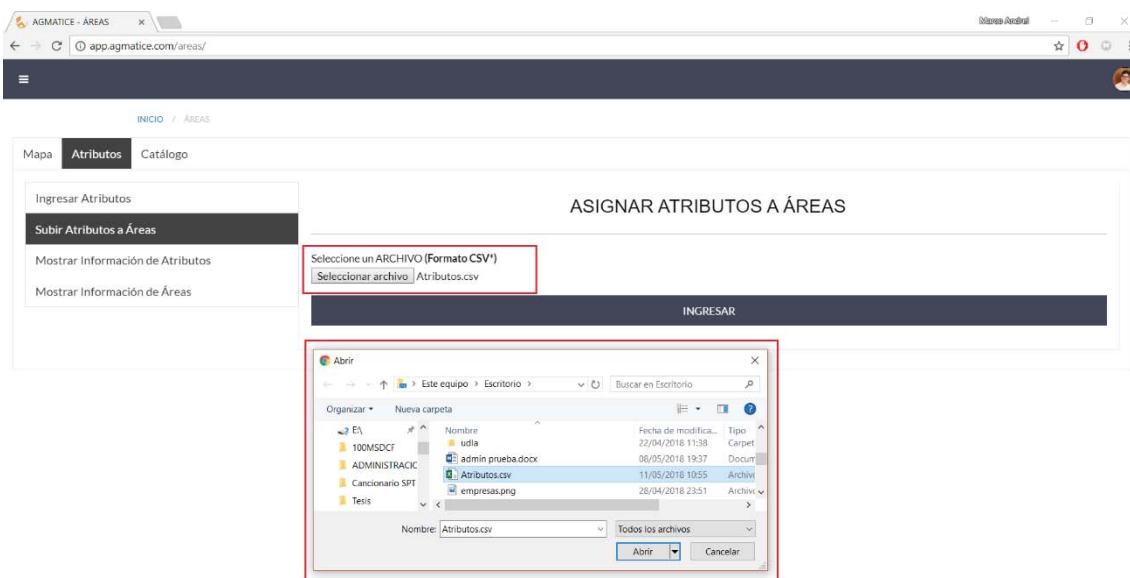 AGMATICE - ÁREAS
Marco Andrei
app.agmatice.com/areas/
INICIO / ÁREAS
Mapa Atributos Catálogo
Ingresar Atributos
Subir Atributos a Áreas
Mostrar Información de Atributos
Mostrar Información de Áreas
ASIGNAR ATRIBUTOS A ÁREAS
Seleccione un ARCHIVO (Formato CSV*)
Seleccionar archivo Atributos.csv
INGRESAR
Abrir
Este equipo > Escritorio >
Buscar en Escritorio
Organizar Nueva carpeta
E:\
100MSDCF
ADMINISTRACIC
Cancionario SPT
Tesis
Nombre Fecha de modifica... Tipo
udla 22/04/2018 11:38 Carpet
admin prueba.docx 08/05/2018 19:37 Docum
Atributos.csv 11/05/2018 10:55 Archivo
empresas.png 28/04/2018 23:51 Archivo
Nombre: Atributos.csv Todos los archivos
Abrir Cancelar